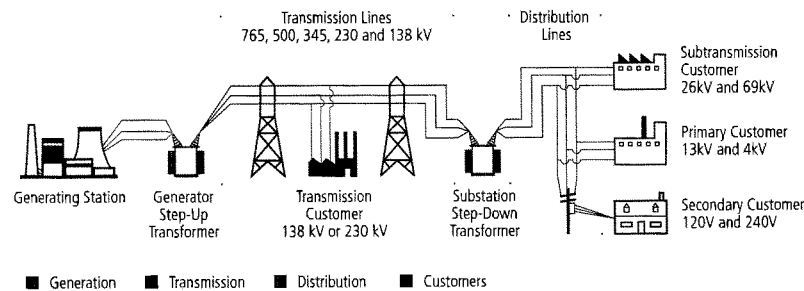 Transmission Lines
765, 500, 345, 230 and 138 kV
Distribution
Lines
Subtransmission
Customer
26kV and 69kV
Primary Customer
13kV and 4kV
Secondary Customer
120V and 240V
Generating Station
Generator
Step-Up
Transformer
Transmission
Customer
138 kV or 230 kV
Substation
Step-Down
Transformer
Generation
Transmission
Distribution
Customers